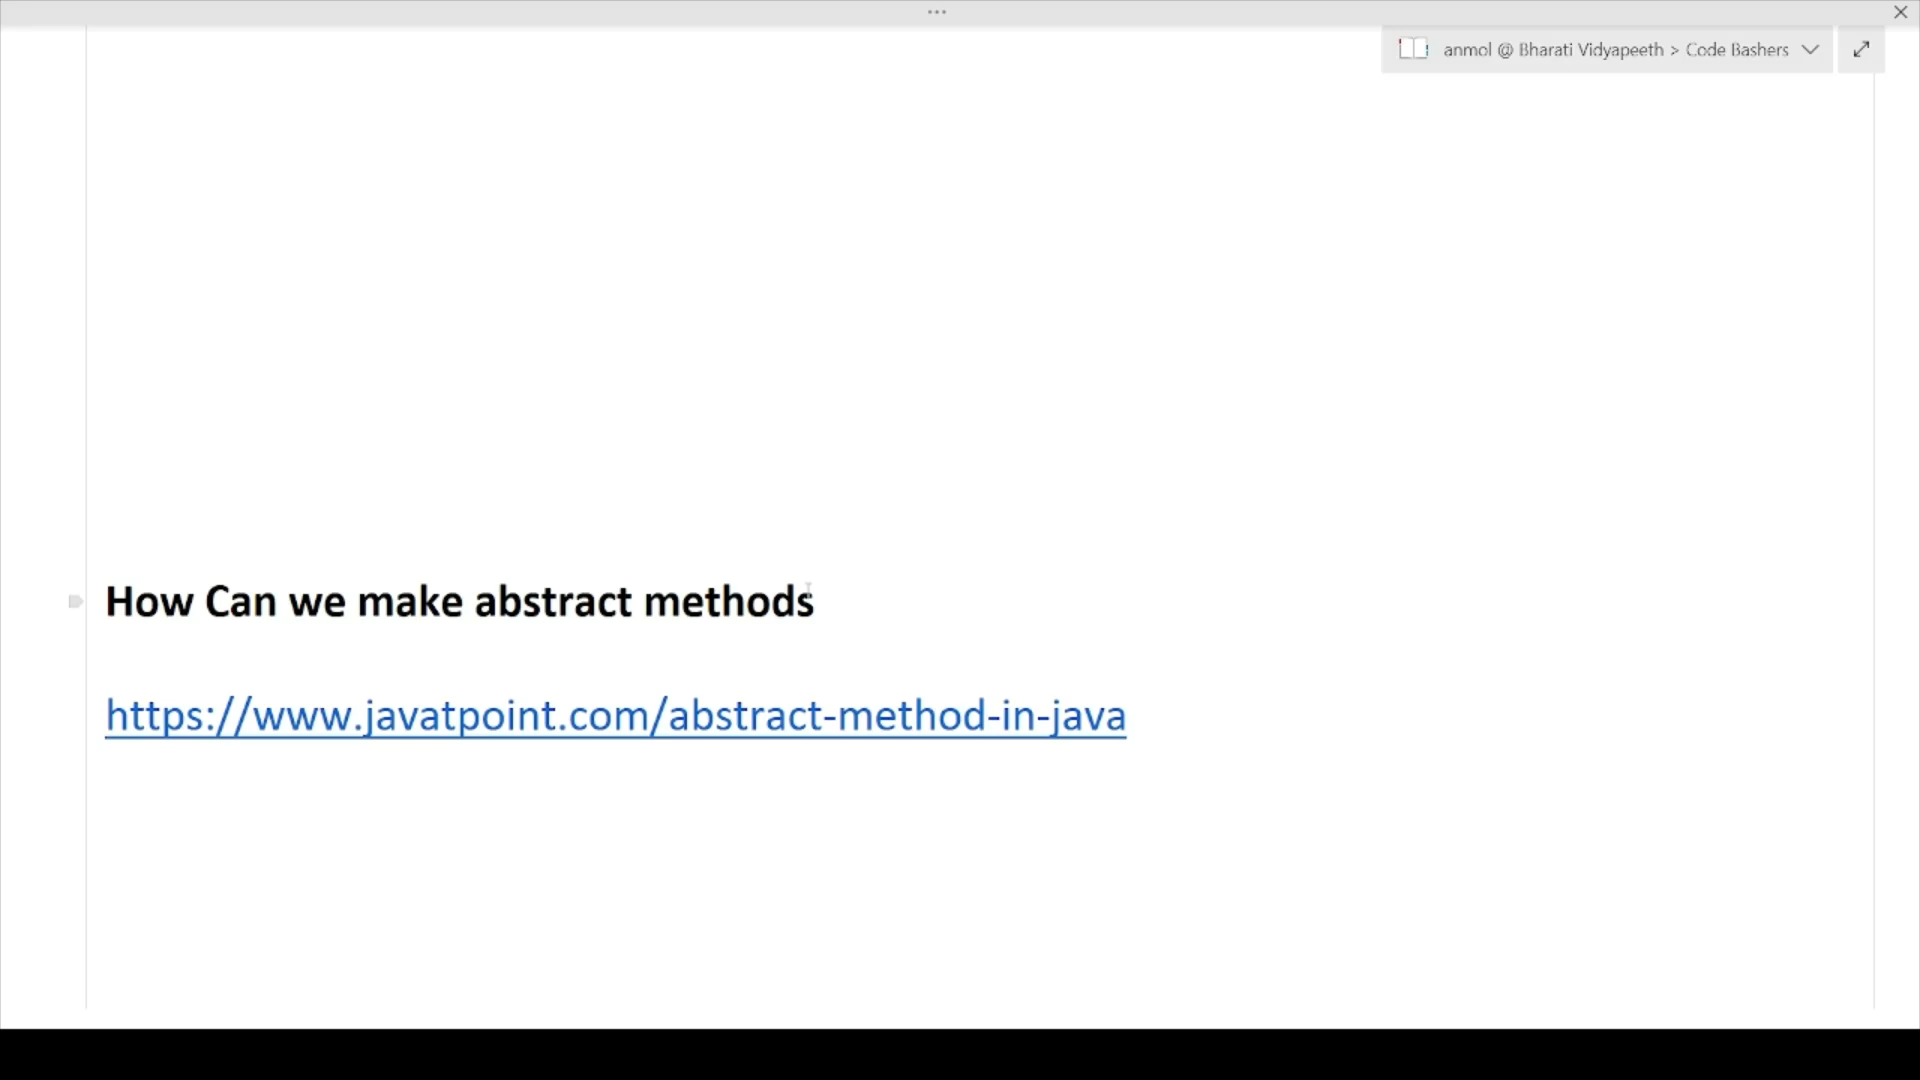 anmol @ Bharati Vidyapeeth > Code Bashers
How Can we make abstract methods
https://www.javatpoint.com/abstract-method-in-java